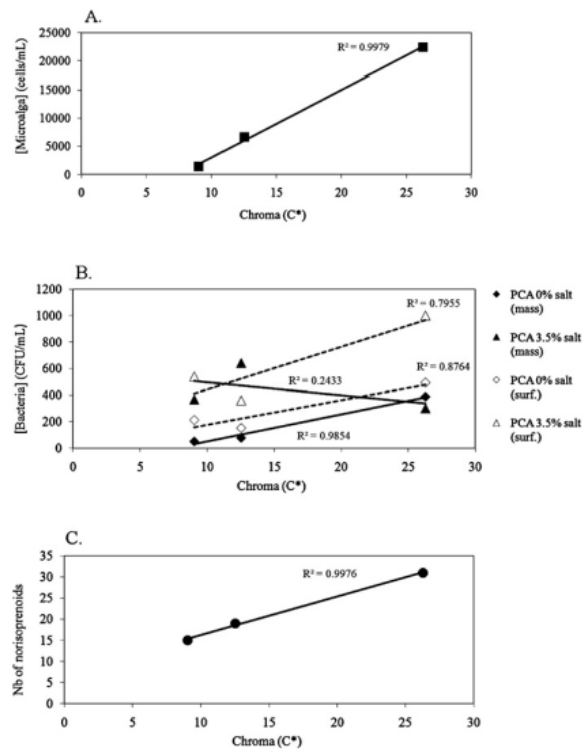 A.
25000
20000
15000
10000
5000
0
R² = 0.9979
[Microalga] (cells/mL)
0 5 10 15 20 25 30
Chroma (C*)
B.
1200
1000
800
600
400
200
0
R² = 0.7955
R² = 0.8764
R² = 0.2433
R² = 0.9854
[Bacteria] (CFU/mL)
0 5 10 15 20 25 30
Chroma (C*)
PCA 0% salt
(mass)
PCA 3.5% salt
(mass)
PCA 0% salt
(surf.)
PCA 3.5% salt
(surf.)
C.
35
30
25
20
15
10
5
0
R² = 0.9976
Nb of norisoprenoids
0 5 10 15 20 25 30
Chroma (C*)